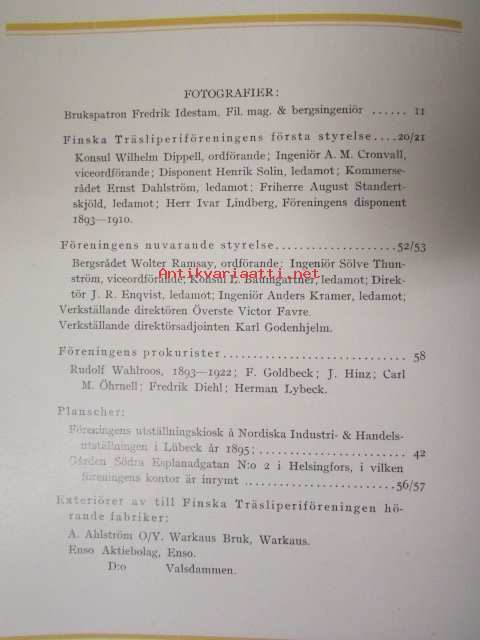 FOTOGRAFIER:
Brukspatron Fredrik Idestam, Fil. mag. & bergsingeniör ...... 11
Finska Träsliperiföreningens första styrelse....20/21
Konsul Wilhelm Dippell, ordförande; Ingeniör A. M. Cronvall,
viceordförande; Disponent Henrik Solin, ledamot; Kommerse-
rådet Ernst Dahlström, ledamot; Friherre August Standert-
skjöld, ledamot; Herr Ivar Lindberg, Föreningens disponent
1893—1910.
Föreningens nuvarande styrelse....................52/53
Bergsrådet Wolter Ramsay, ordförande; Ingeniör Sölve Thun-
ström, viceordförande; Konsul L. Baumgartner, ledamot; Direk-
tör J. R. Enqvist, ledamot; Ingeniör Anders Kramer, ledamot;
Antikvariaatti.net
Verkställande direktören Överste Victor Favre.
Verkställande direktörsadjointen Karl Godenhjelm.
Föreningens prokurister.......................... 58
Rudolf Wahlroos, 1893—1922; F. Goldbeck; J. Hinz; Carl
M. Öhrnell; Fredrik Diehl; Herman Lybeck.
Planscher:
Föreningens utställningskiosk å Nordiska Industri- & Handels-
utställningen i Lübeck år 1895; ..................... 42
Gården Södra Esplanadgatan N:o 2 i Helsingfors, i vilken
föreningens kontor är inrymt ......................56/57
Exteriörer av till Finska Träsliperiföreningen hö-
rande fabriker:
A. Ahlström O/Y. Warkaus Bruk, Warkaus.
Enso Aktiebolag, Enso.
D:o Valsdammen.